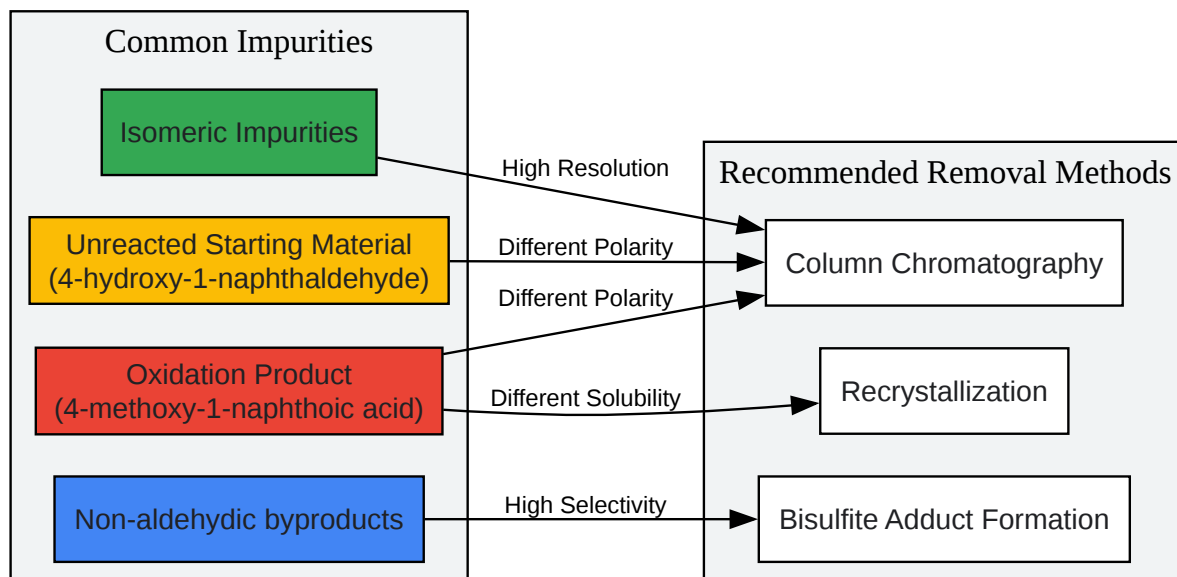 Common Impurities
Isomeric Impurities
Unreacted Starting Material
(4-hydroxy-1-naphthaldehyde)
Oxidation Product
(4-methoxy-1-naphthoic acid)
Non-aldehydic byproducts
High Resolution
Different Polarity
Different Polarity
Different Solubility
High Selectivity
Recommended Removal Methods
Column Chromatography
Recrystallization
Bisulfite Adduct Formation